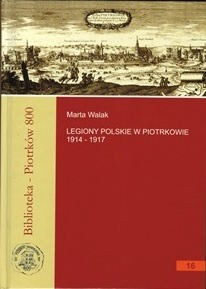 Marta Walak
LEGIONY POLSKIE W PIOTRKOWIE
1914 - 1917
Biblioteka - Piotrków 800
16